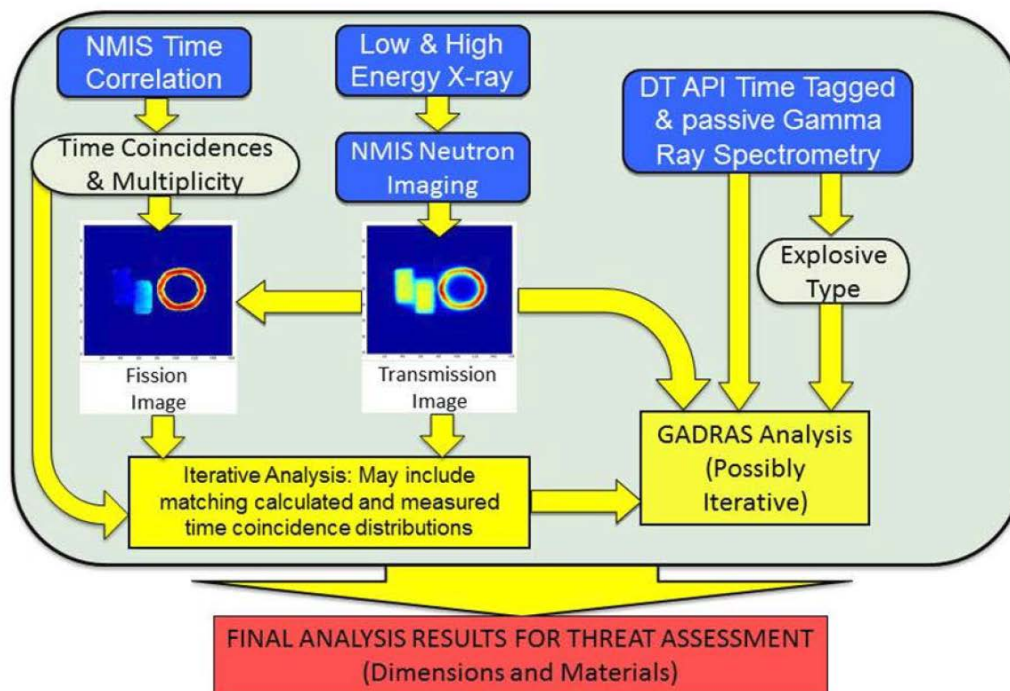 NMIS Time
Correlation
Low & High
Energy X-ray
DT API Time Tagged
& passive Gamma
Ray Spectrometry
Time Coincidences
& Multiplicity
NMIS Neutron
Imaging
Explosive
Type
Fission
Image
Transmission
Image
GADRAS Analysis
(Possibly
Iterative)
Iterative Analysis: May include
matching calculated and measured
time coincidence distributions
FINAL ANALYSIS RESULTS FOR THREAT ASSESSMENT
(Dimensions and Materials)